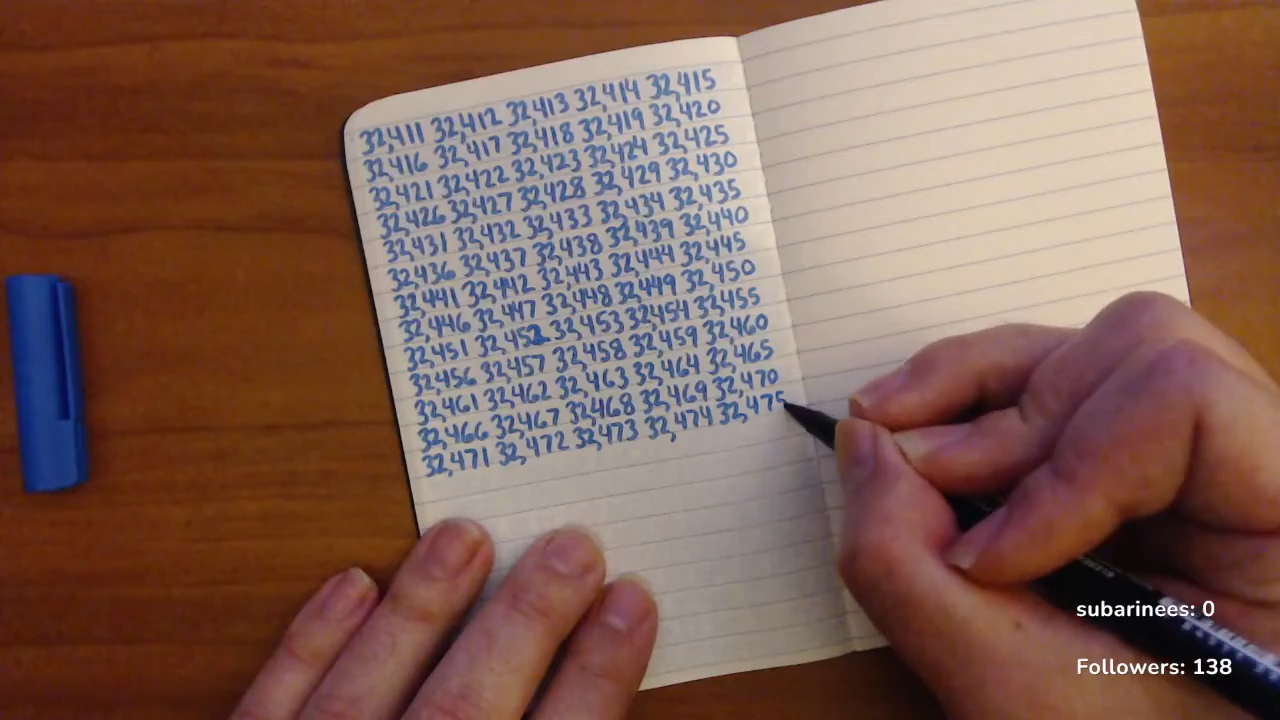 32,411 32,412 32,413 32,414 32,415
32,416 32,417 32,418 32,419 32,420
32,421 32,422 32,423 32,424 32,425
32,426 32,427 32,428 32,429 32,430
32,431 32,432 32,433 32,434 32,435
32,436 32,437 32,438 32,439 32,440
32,441 32,442 32,443 32,444 32,445
32,446 32,447 32,448 32,449 32,450
32,451 32,452 32,453 32,454 32,455
32,456 32,457 32,458 32,459 32,460
32,461 32,462 32,463 32,464 32,465
32,466 32,467 32,468 32,469 32,470
32,471 32,472 32,473 32,474 32,475
subarinees: 0
Followers: 138